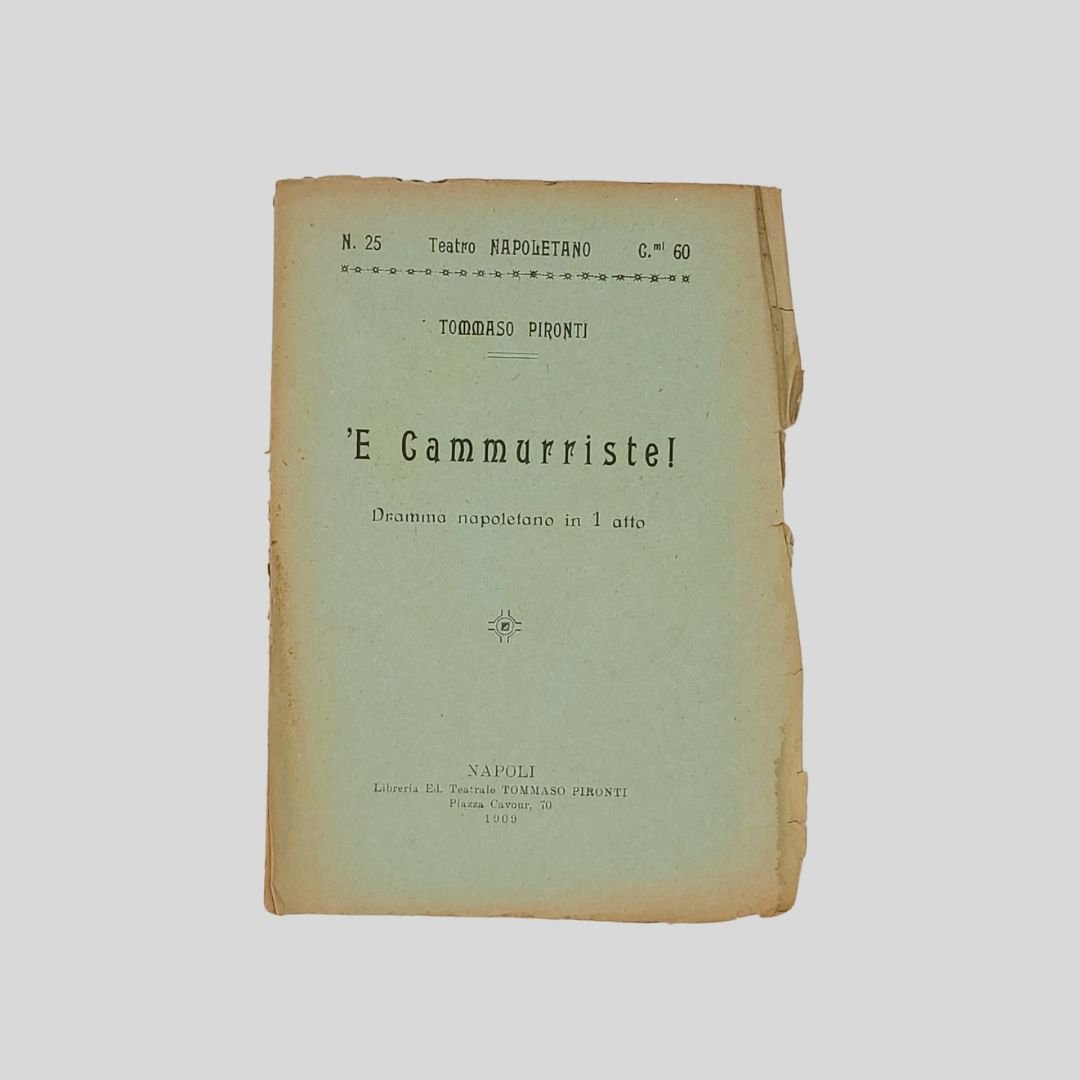 N. 25 Teatro NAPOLETANO C.mi 60
TOMMASO PIRONTI
'E Cammurriste!
Dramma napoletano in 1 atto
NAPOLI
Libreria Ed. Teatrale TOMMASO PIRONTI
Piazza Cavour, 70
1909